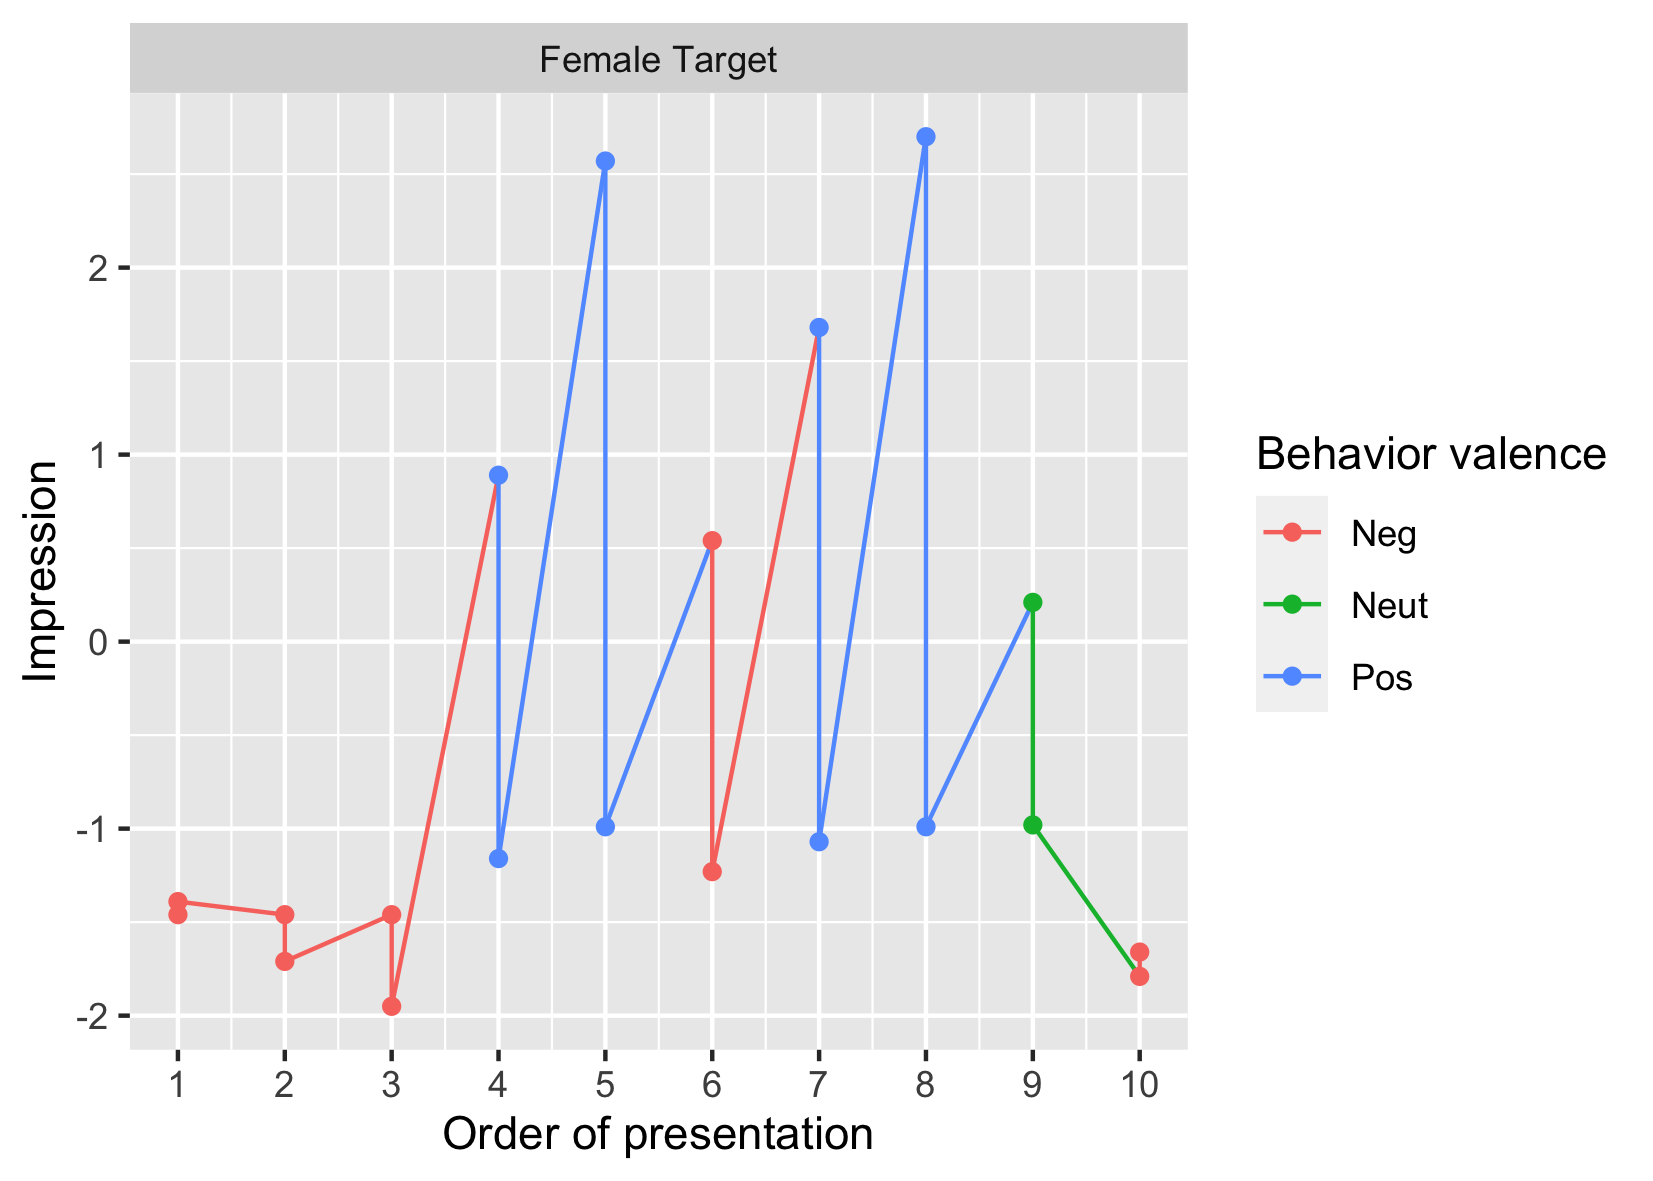 Female Target
Impression
2
1
0
-1
-2
1 2 3 4 5 6 7 8 9 10
Order of presentation
Behavior valence
Neg
Neut
Pos